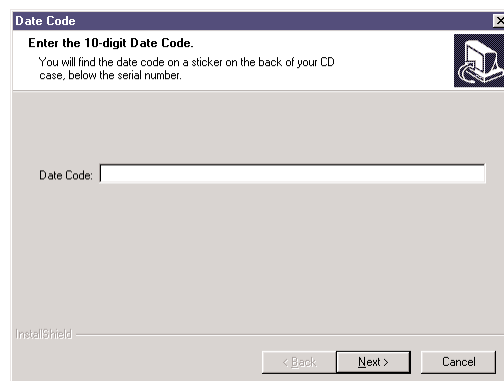 Date Code
Enter the 10-digit Date Code.
You will find the date code on a sticker on the back of your CD
case, below the serial number.
Date Code:
InstallShield
< Back
Next >
Cancel